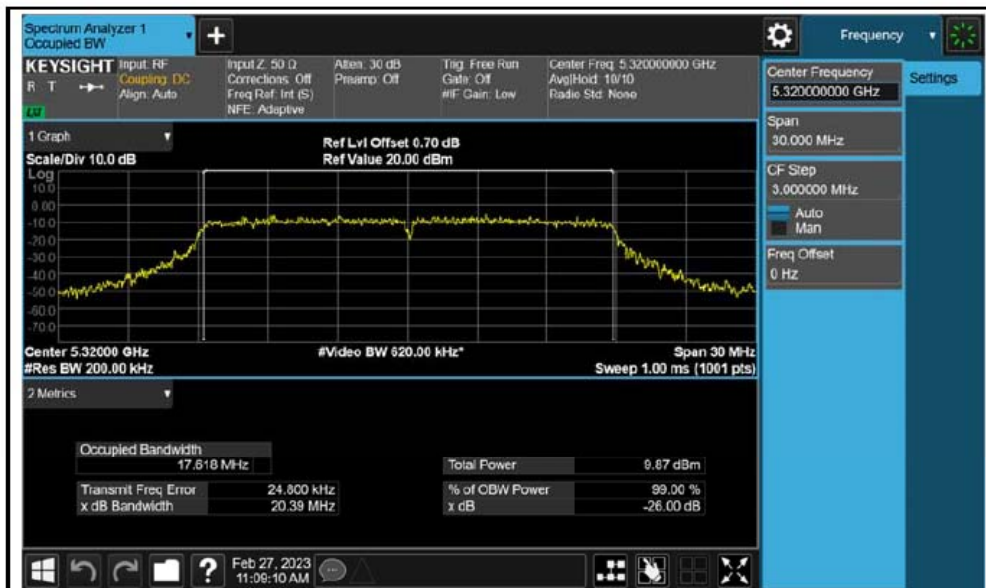 Spectrum Analyzer 1
Occupied BW
Frequency
KEYSIGHT
R T
Input: RF
Coupling: DC
Align: Auto
Input Z: 50 Ω
Corrections: Off
Freq Ref: Int (S)
NFE: Adaptive
Atten: 30 dB
Preamp: Off
Trig: Free Run
Gate: Off
#IF Gain: Low
Center Freq: 5.320000000 GHz
Avg|Hold: 10/10
Radio Std: None
Center Frequency
5.320000000 GHz
Settings
Span
30.000 MHz
CF Step
3.000000 MHz
Auto
Man
Freq Offset
0 Hz
1 Graph
Scale/Div 10.0 dB
Ref Lvl Offset 0.70 dB
Ref Value 20.00 dBm
Log
10.0
0.00
-10.0
-20.0
-30.0
-40.0
-50.0
-60.0
-70.0
Center 5.32000 GHz
#Video BW 620.00 kHz*
Span 30 MHz
#Res BW 200.00 kHz
Sweep 1.00 ms (1001 pts)
2 Metrics
Occupied Bandwidth
17.618 MHz
Total Power 9.87 dBm
Transmit Freq Error 24.800 kHz
% of OBW Power 99.00 %
x dB Bandwidth 20.39 MHz
x dB -26.00 dB
Feb 27, 2023
11:09:10 AM